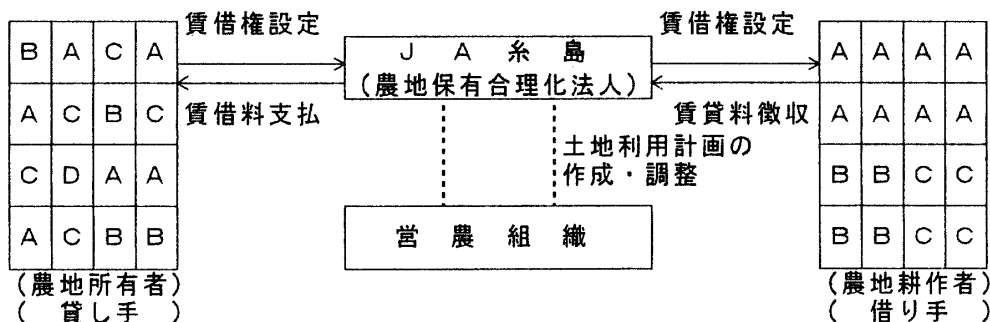 賃借権設定
賃借権設定
B A C A
A C B C
C D A A
A C B B
ＪＡ糸島
（農地保有合理化法人）
A A A A
A A A A
B B C C
B B C C
賃借料支払
賃貸料徴収
土地利用計画の
作成・調整
営農組織
（農地所有者）
（　貸し手　）
（農地耕作者）
（　借り手　）